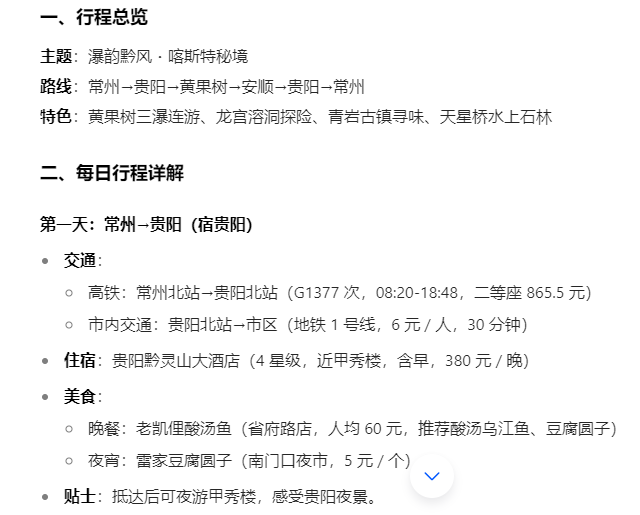 一、行程总览
主题：瀑韵黔风・喀斯特秘境
路线：常州→贵阳→黄果树→安顺→贵阳→常州
特色：黄果树三瀑连游、龙宫溶洞探险、青岩古镇寻味、天星桥水上石林
二、每日行程详解
第一天：常州→贵阳（宿贵阳）
交通：
高铁：常州北站→贵阳北站（G1377 次，08:20-18:48，二等座 865.5 元）
市内交通：贵阳北站→市区（地铁 1 号线，6 元 / 人，30 分钟）
住宿：贵阳黔灵山大酒店（4 星级，近甲秀楼，含早，380 元 / 晚）
美食：
晚餐：老凯俚酸汤鱼（省府路店，人均 60 元，推荐酸汤乌江鱼、豆腐圆子）
夜宵：雷家豆腐圆子（南门口夜市，5 元 / 个）
贴士：抵达后可夜游甲秀楼，感受贵阳夜景。